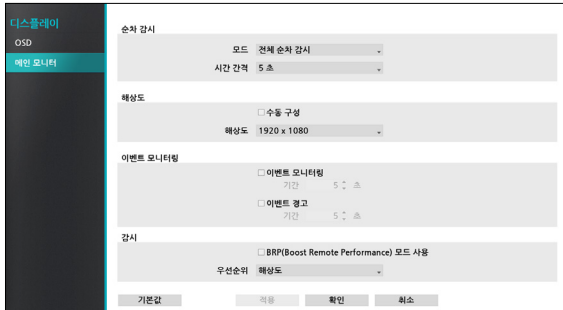 디스플레이
OSD
메인 모니터
순차 감시
모드 전체 순차 감시
시간 간격 5 초
해상도
수동 구성
해상도 1920 x 1080
이벤트 모니터링
이벤트 모니터링
기간 5 초
이벤트 경고
기간 5 초
감시
BRP(Boost Remote Performance) 모드 사용
우선순위 해상도
기본값 적용 확인 취소